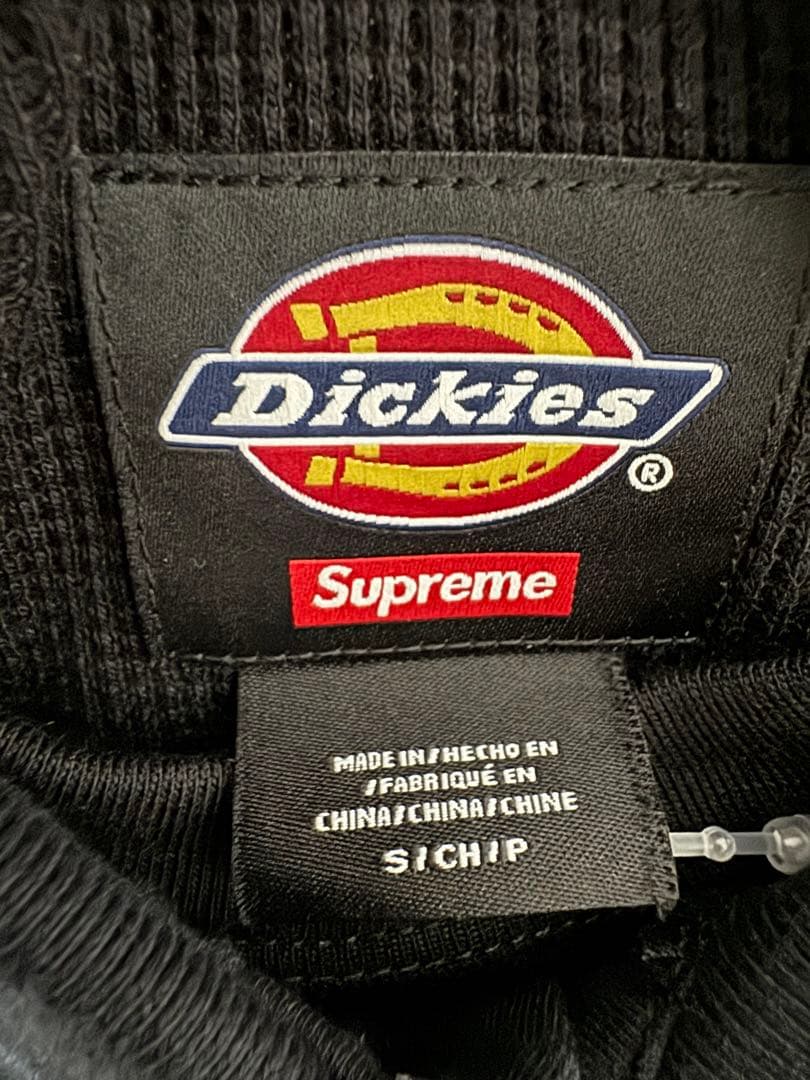 Dickies
®
Supreme
MADE IN/HECHO EN
/FABRIQUÉ EN
CHINA/CHINA/CHINE
S/CH/P